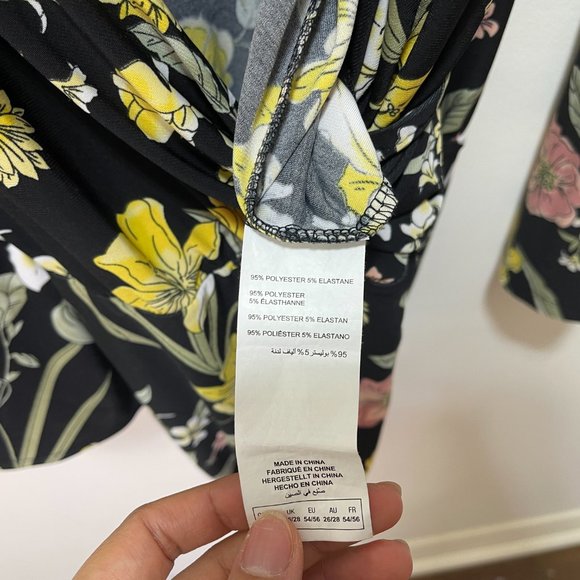 95% POLYESTER 5% ELASTANE
95% POLYESTER
5% ÉLASTHANNE
95% POLYESTER 5% ELASTAN
95% POLIÉSTER 5% ELASTANO
95% بوليستر 5% ألياف لدنة
MADE IN CHINA
FABRIQUÉ EN CHINE
HERGESTELLT IN CHINA
HECHO EN CHINA
صنع في الصين
UK EU AU FR
54/56 26/28 54/56